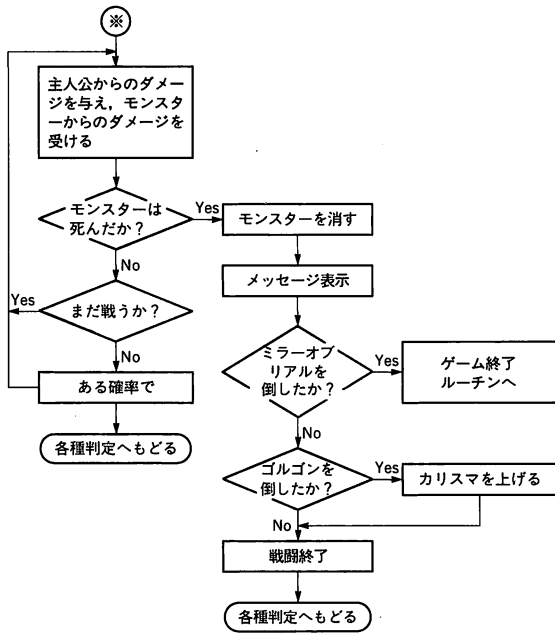 ※
主人公からのダメー
ジを与え，モンスタ
ーからのダメージを
受ける
モンスターは
死んだか？
Yes
モンスターを消す
No
メッセージ表示
Yes
まだ戦うか？
No
ある確率で
各種判定へもどる
ミラーオブ
リアルを
倒したか？
Yes
ゲーム終了
ルーチンへ
No
ゴルゴンを
倒したか？
Yes
カリスマを上げる
No
戦闘終了
各種判定へもどる